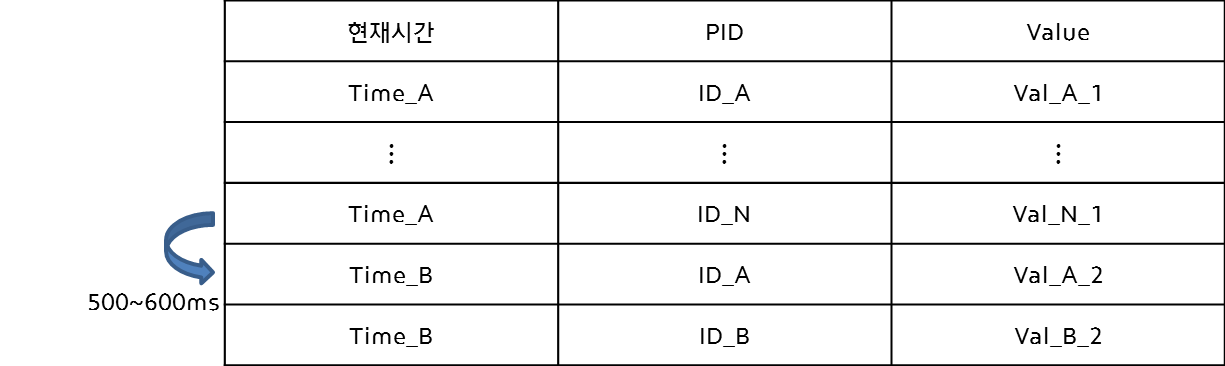 현재시간 PID Value
Time_A ID_A Val_A_1
⋮ ⋮ ⋮
Time_A ID_N Val_N_1
Time_B ID_A Val_A_2
500~600ms
Time_B ID_B Val_B_2